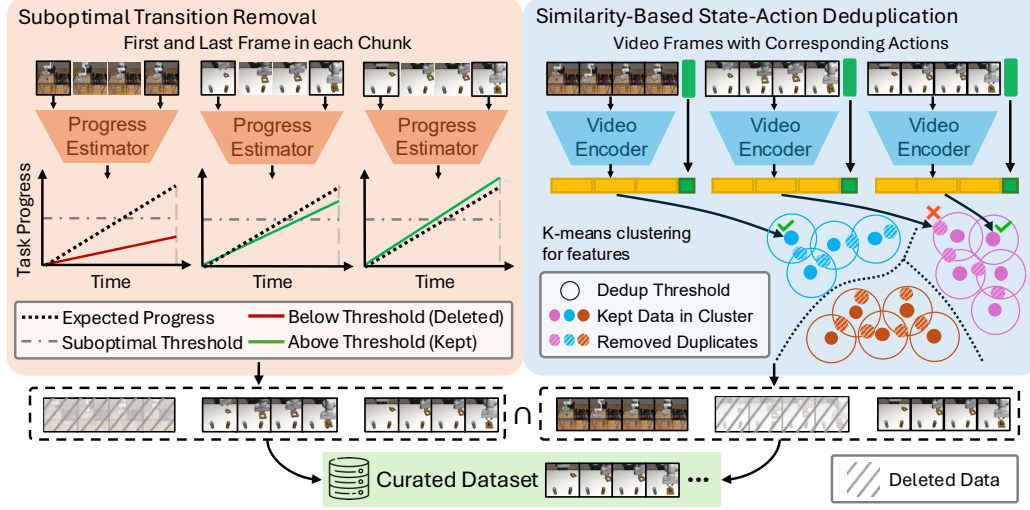 Suboptimal Transition Removal
First and Last Frame in each Chunk
Progress
Estimator
Progress
Estimator
Progress
Estimator
Task Progress
Time
Time
Time
Expected Progress
Below Threshold (Deleted)
Suboptimal Threshold
Above Threshold (Kept)
Similarity-Based State-Action Deduplication
Video Frames with Corresponding Actions
Video
Encoder
Video
Encoder
Video
Encoder
K-means clustering
for features
Dedup Threshold
Kept Data in Cluster
Removed Duplicates
∩
Curated Dataset
•••
Deleted Data